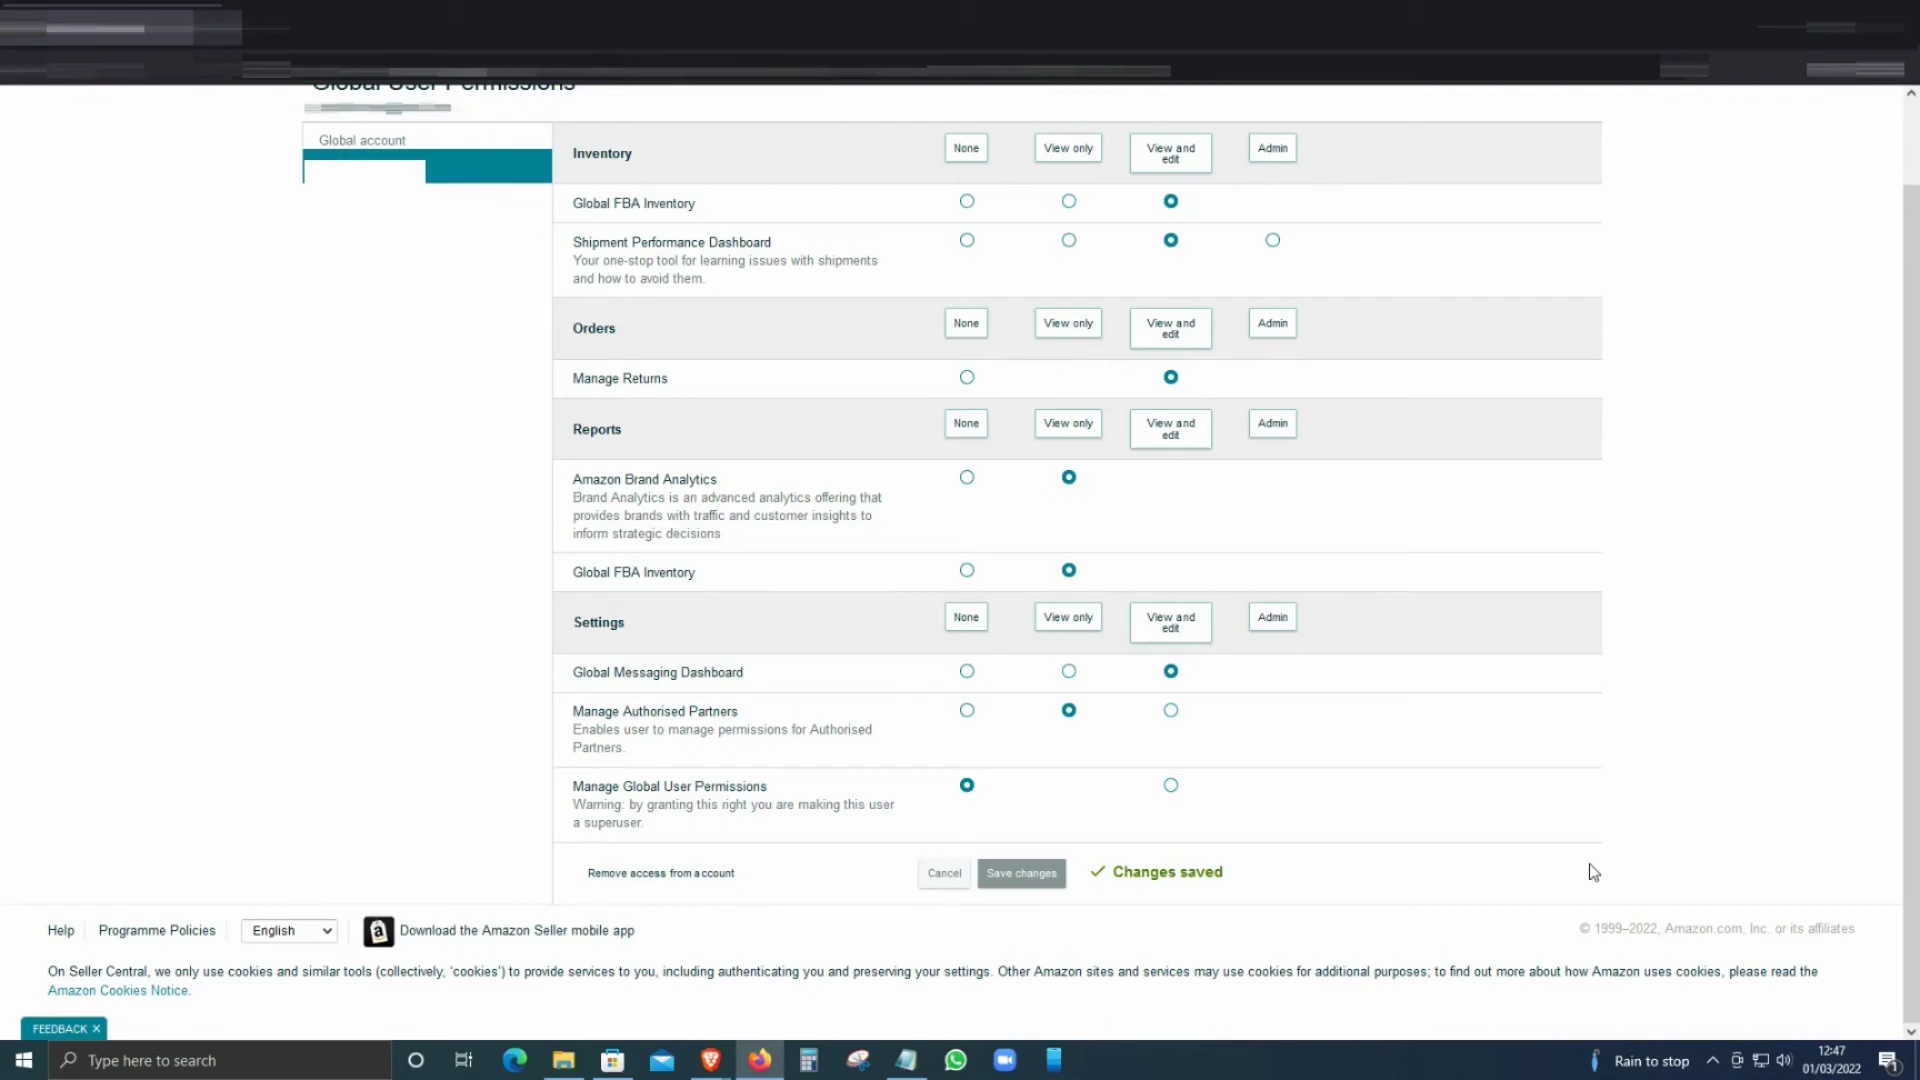 Global User Permissions
Global account
Inventory
None
View only
View and
edit
Admin
Global FBA Inventory
Shipment Performance Dashboard
Your one-stop tool for learning issues with shipments
and how to avoid them.
Orders
None
View only
View and
edit
Admin
Manage Returns
Reports
None
View only
View and
edit
Admin
Amazon Brand Analytics
Brand Analytics is an advanced analytics offering that
provides brands with traffic and customer insights to
inform strategic decisions
Global FBA Inventory
Settings
None
View only
View and
edit
Admin
Global Messaging Dashboard
Manage Authorised Partners
Enables user to manage permissions for Authorised
Partners.
Manage Global User Permissions
Warning: by granting this right you are making this user
a superuser.
Remove access from account
Cancel
Save changes
Changes saved
Help
Programme Policies
English
Download the Amazon Seller mobile app
© 1999–2022, Amazon.com, Inc. or its affiliates
On Seller Central, we only use cookies and similar tools (collectively, ‘cookies’) to provide services to you, including authenticating you and preserving your settings. Other Amazon sites and services may use cookies for additional purposes; to find out more about how Amazon uses cookies, please read the
Amazon Cookies Notice.
FEEDBACK ×
Type here to search
Rain to stop
12:47
01/03/2022
1